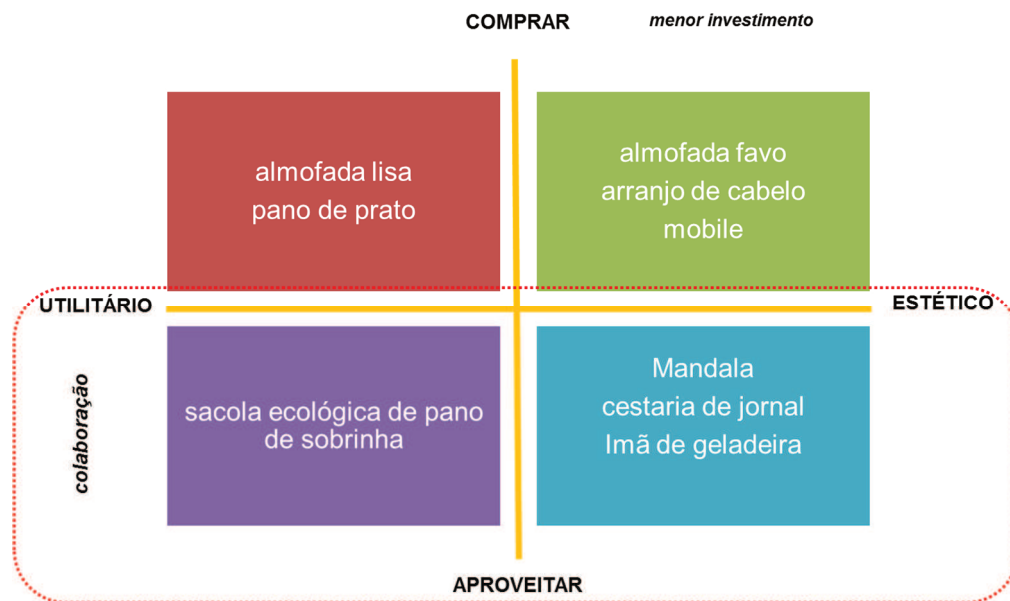 COMPRAR
menor investimento
almofada lisa
pano de prato
almofada favo
arranjo de cabelo
mobile
UTILITÁRIO
ESTÉTICO
colaboração
sacola ecológica de pano
de sobrinha
Mandala
cestaria de jornal
Imã de geladeira
APROVEITAR